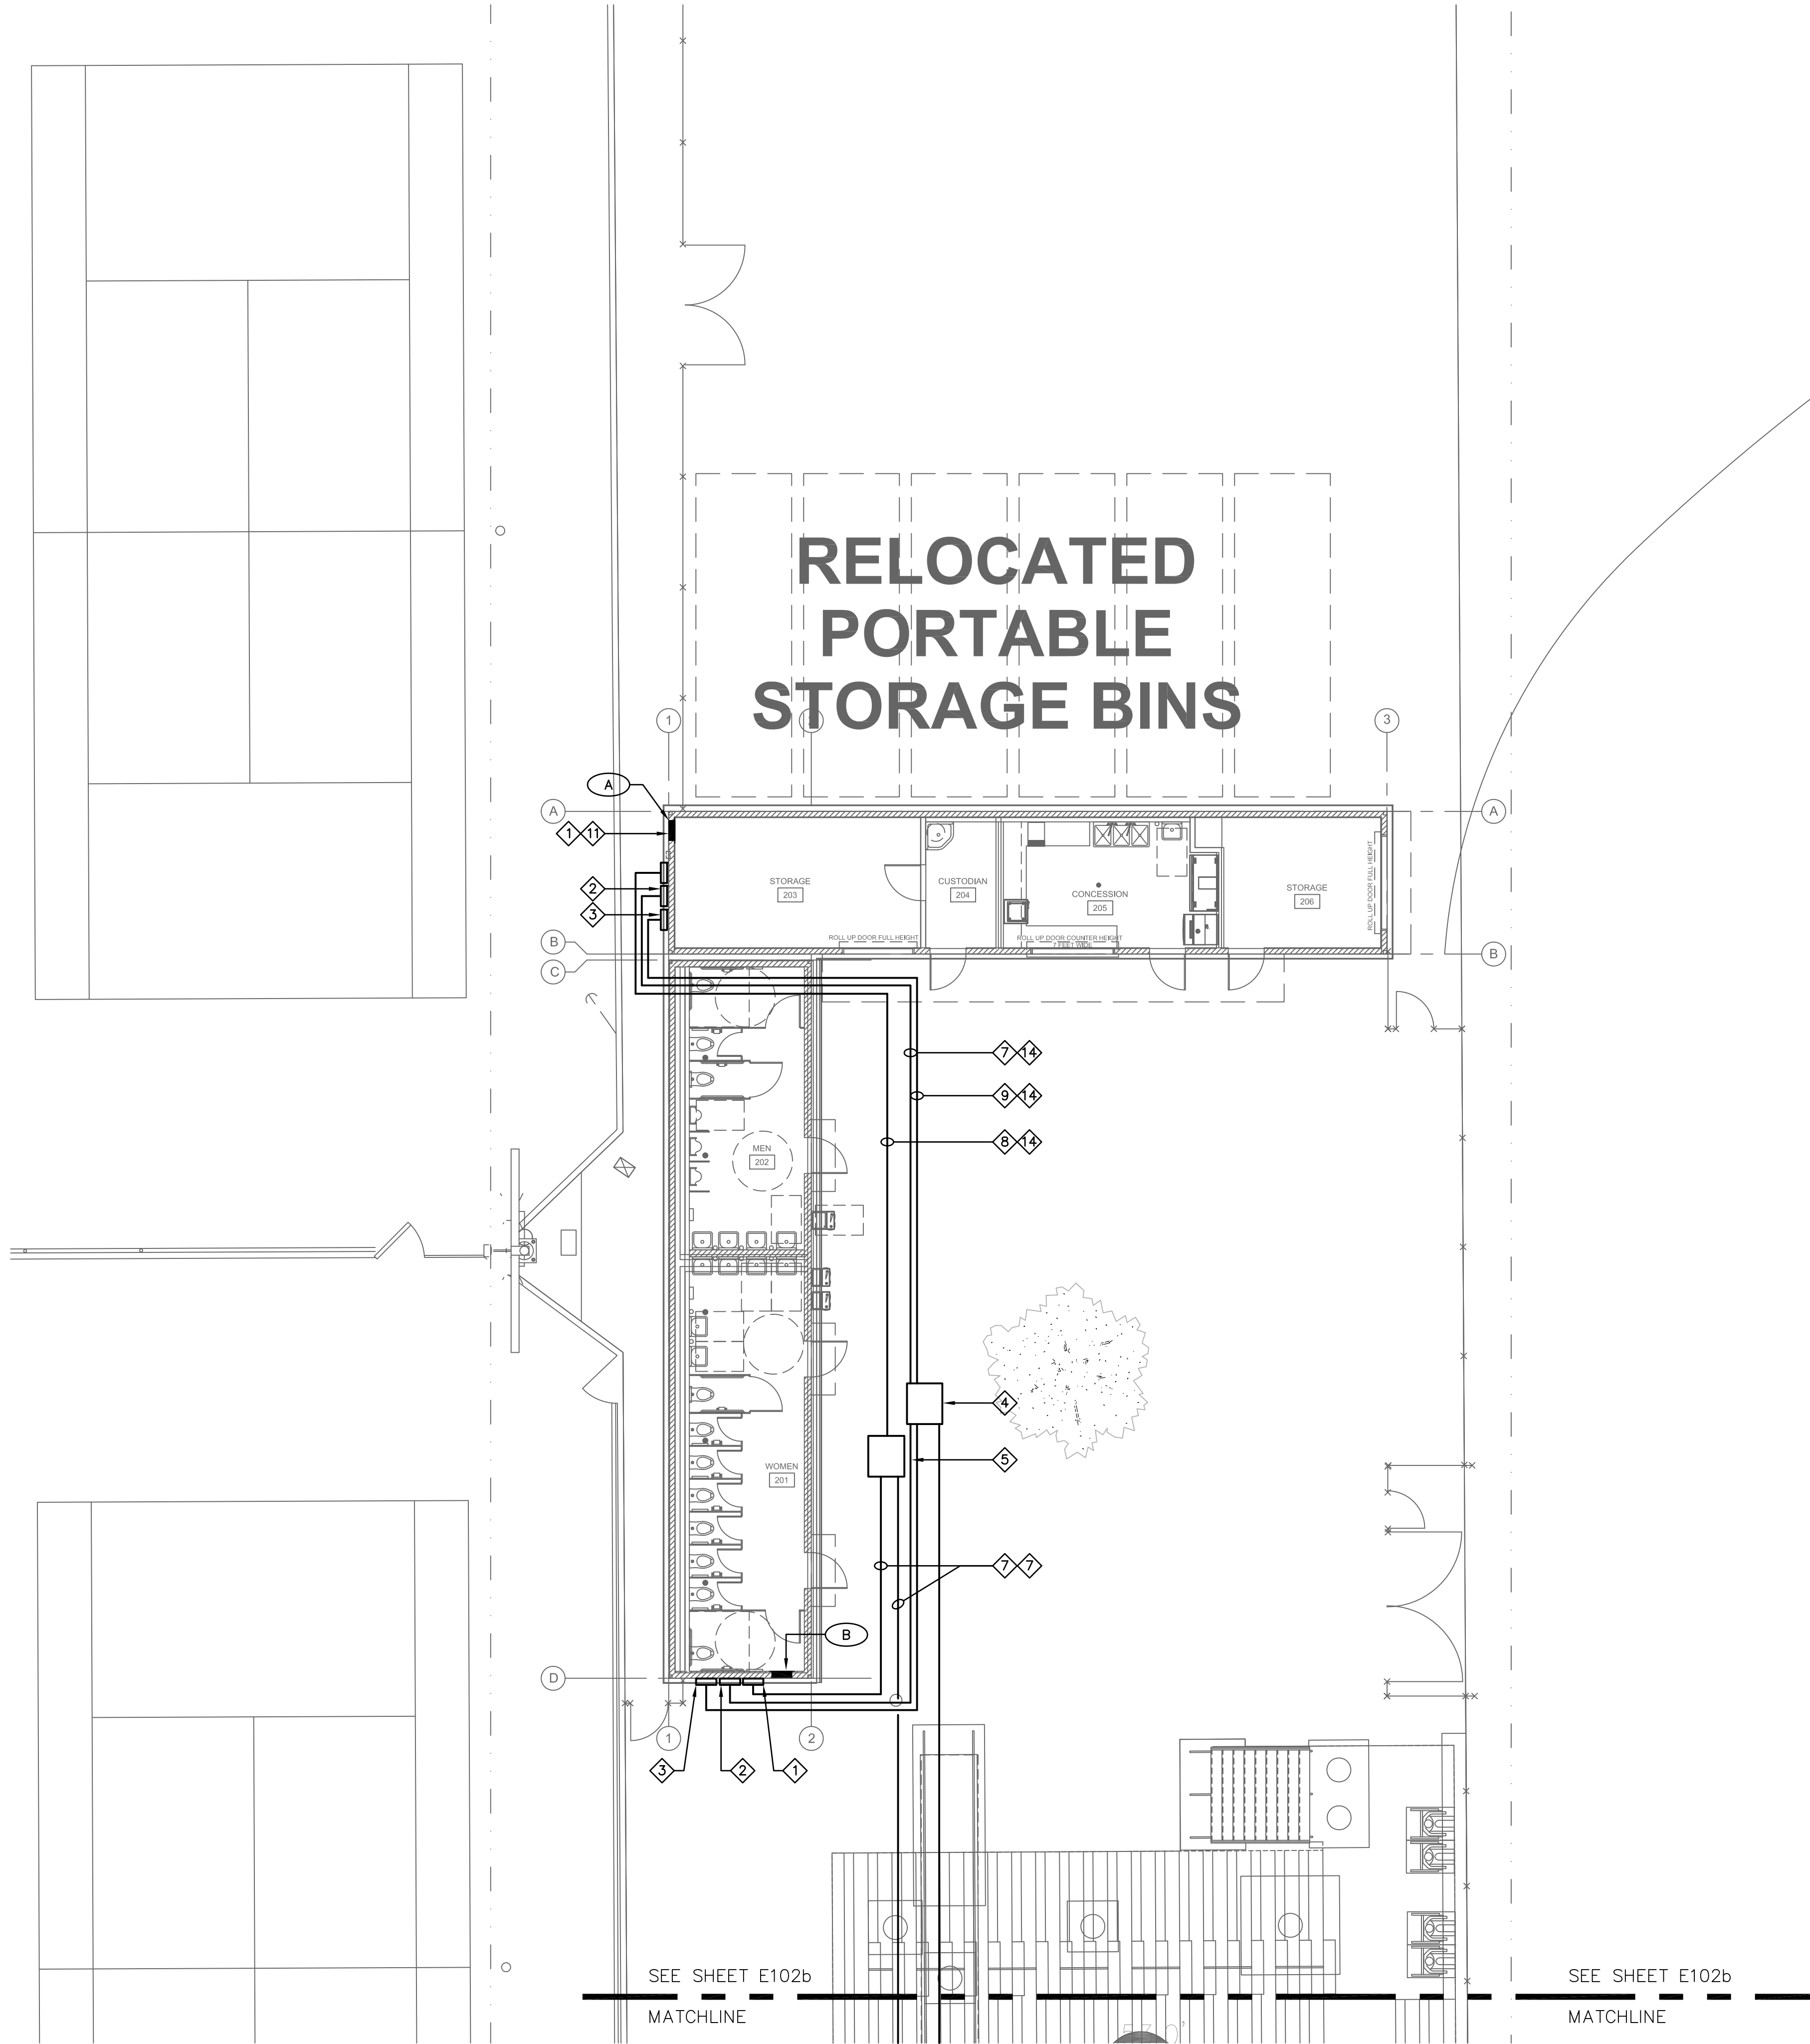 RELOCATED
PORTABLE
STORAGE BINS
1
3
A
A
A
1 11
STORAGE
203
CUSTODIAN
204
CONCESSION
205
STORAGE
206
ROLL UP DOOR FULL HEIGHT
2
3
ROLL UP DOOR FULL HEIGHT
ROLL UP DOOR COUNTER HEIGHT
7 FEET WIDE
B
B
C
7 14
9 14
8 14
MEN
202
4
5
WOMEN
201
7 7
B
D
1
2
3
2
1
SEE SHEET E102b
MATCHLINE
SEE SHEET E102b
MATCHLINE